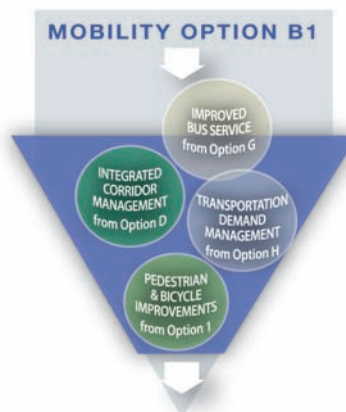 MOBILITY OPTION B1
IMPROVED
BUS SERVICE
from Option G
INTEGRATED
CORRIDOR
MANAGEMENT
from Option D
TRANSPORTATION
DEMAND
MANAGEMENT
from Option H
PEDESTRIAN
& BICYCLE
IMPROVEMENTS
from Option 1